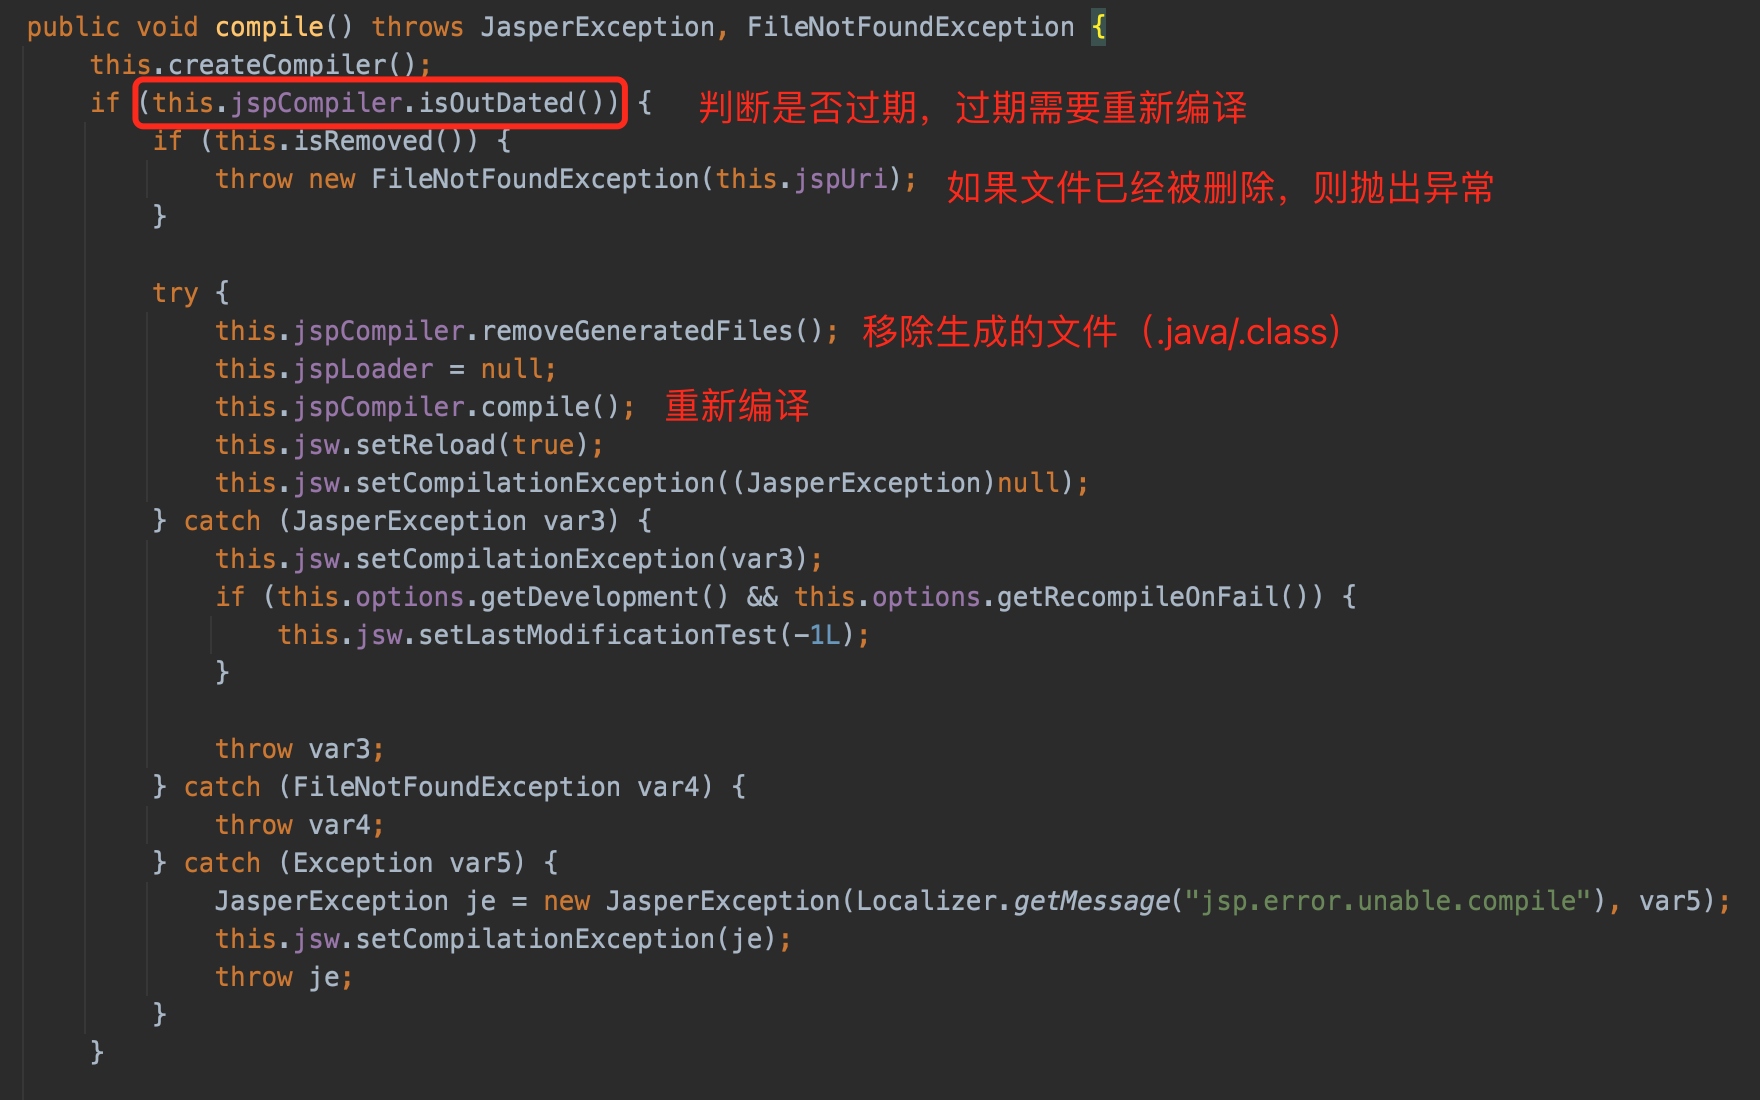 public void compile() throws JasperException, FileNotFoundException {
this.createCompiler();
if (this.jspCompiler.isOutDated()) { 判断是否过期，过期需要重新编译
if (this.isRemoved()) {
throw new FileNotFoundException(this.jspUri); 如果文件已经被删除，则抛出异常
}
try {
this.jspCompiler.removeGeneratedFiles(); 移除生成的文件（.java/.class）
this.jspLoader = null;
this.jspCompiler.compile(); 重新编译
this.jsw.setReload(true);
this.jsw.setCompilationException((JasperException)null);
} catch (JasperException var3) {
this.jsw.setCompilationException(var3);
if (this.options.getDevelopment() && this.options.getRecompileOnFail()) {
this.jsw.setLastModificationTest(-1L);
}
throw var3;
} catch (FileNotFoundException var4) {
throw var4;
} catch (Exception var5) {
JasperException je = new JasperException(Localizer.getMessage("jsp.error.unable.compile"), var5);
this.jsw.setCompilationException(je);
throw je;
}
}